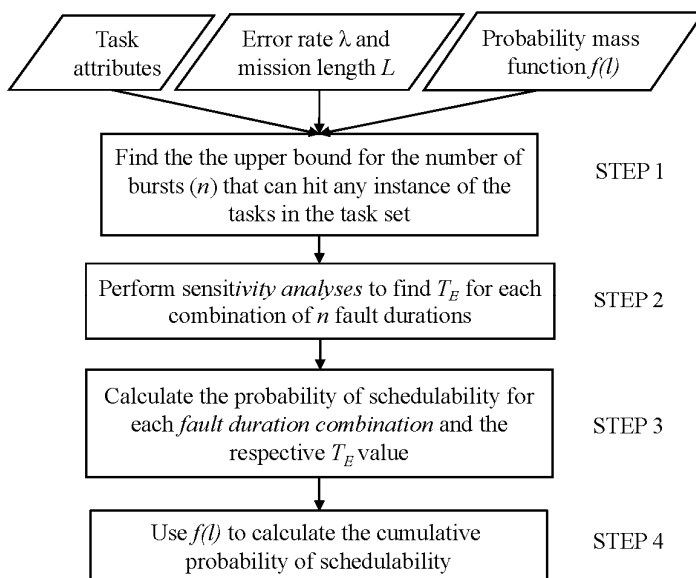 Task
attributes
Error rate λ and
mission length L
Probability mass
function f(l)
Find the the upper bound for the number of
bursts (n) that can hit any instance of the
tasks in the task set
STEP 1
Perform sensitivity analyses to find T_E for each
combination of n fault durations
STEP 2
Calculate the probability of schedulability for
each fault duration combination and the
respective T_E value
STEP 3
Use f(l) to calculate the cumulative
probability of schedulability
STEP 4